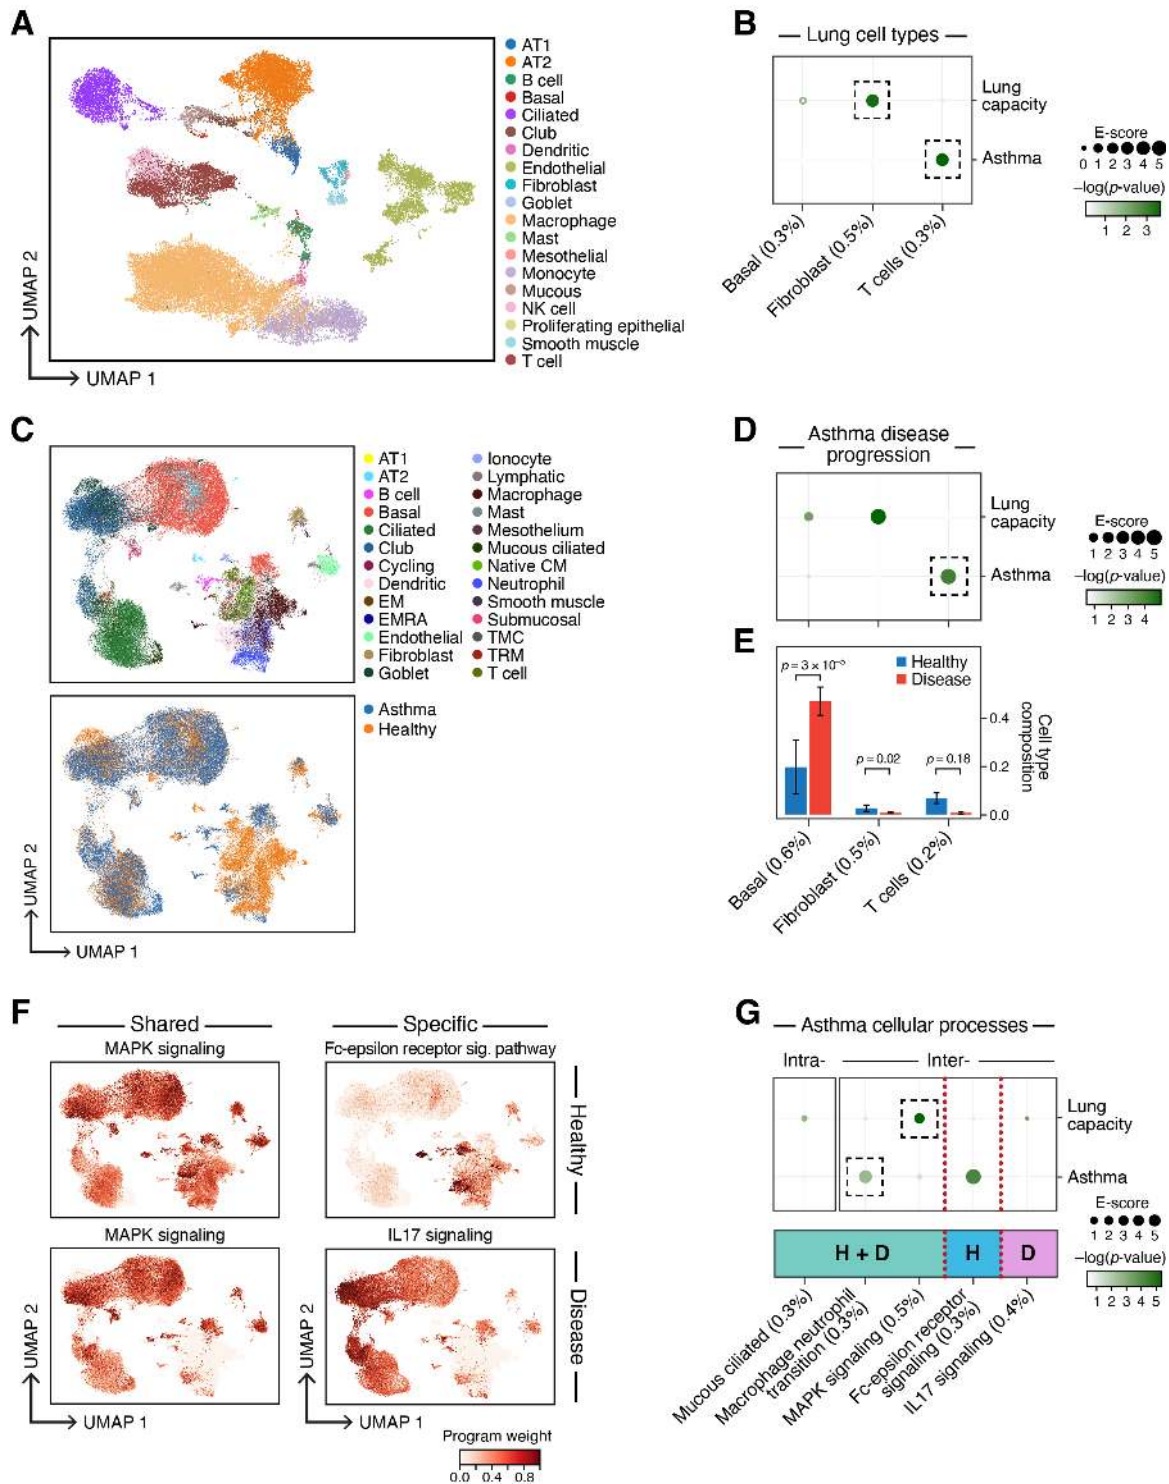 A
AT1
AT2
B cell
Basal
Ciliated
Club
Dendritic
Endothelial
Fibroblast
Goblet
Macrophage
Mast
Mesothelial
Monocyte
Mucous
NK cell
Proliferating epithelial
Smooth muscle
T cell
UMAP 2
UMAP 1
B
Lung cell types
Lung
capacity
Asthma
E-score
0 1 2 3 4 5
–log(p-value)
1 2 3
Basal (0.3%)
Fibroblast (0.5%)
T cells (0.3%)
C
AT1
AT2
B cell
Basal
Ciliated
Club
Cycling
Dendritic
EM
EMRA
Endothelial
Fibroblast
Goblet
Ionocyte
Lymphatic
Macrophage
Mast
Mesothelium
Mucous ciliated
Native CM
Neutrophil
Smooth muscle
Submucosal
TMC
TRM
T cell
Asthma
Healthy
UMAP 2
UMAP 1
D
Asthma disease
progression
Lung
capacity
Asthma
E-score
1 2 3 4 5
–log(p-value)
1 2 3 4
E
Healthy
Disease
p = 3 × 10
p = 0.02
p = 0.18
0.4
0.2
0.0
Cell type
composition
Basal (0.6%)
Fibroblast (0.5%)
T cells (0.2%)
F
Shared
Specific
MAPK signaling
Fc-epsilon receptor sig. pathway
Healthy
MAPK signaling
IL17 signaling
Disease
UMAP 2
UMAP 1
UMAP 2
UMAP 1
Program weight
0.0 0.4 0.8
G
Asthma cellular processes
Intra-
Inter-
Lung
capacity
Asthma
E-score
1 2 3 4 5
–log(p-value)
1 2 3 4 5
H + D
H
D
Mucous ciliated (0.3%)
Macrophage neutrophil
transition (0.3%)
MAPK signaling (0.5%)
Fc-epsilon receptor
signaling (0.3%)
IL17 signaling (0.4%)